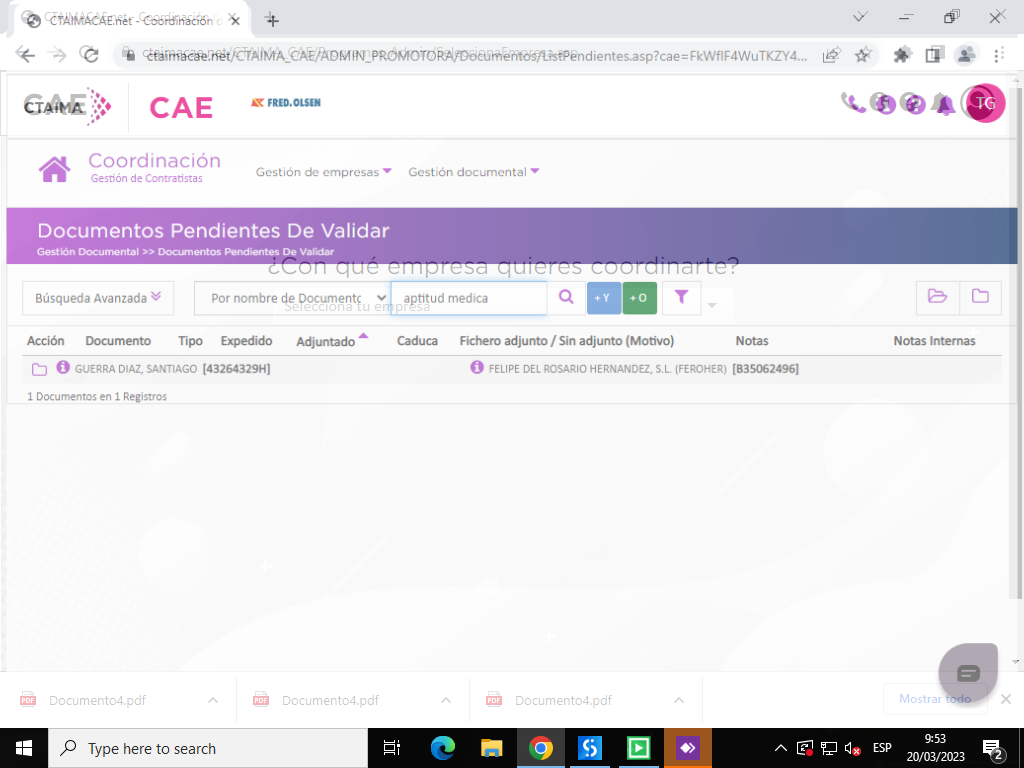 CTAIMACAE.net - Coordinación d
ctaimacae.net/CTAIMA_CAE/ADMIN_PROMOTORA/Documentos/ListPendientes.asp?cae=FkWflF4WuTKZY4...
CTAIMA
CAE
CAE
FRED.OLSEN
TG
Coordinación
Gestión de Contratistas
Gestión de empresas
Gestión documental
Documentos Pendientes De Validar
Gestión Documental >> Documentos Pendientes De Validar
¿Con qué empresa quieres coordinarte?
Búsqueda Avanzada
Por nombre de Documento
aptitud medica
+ Y
+ O
Selecciona tu empresa
Acción Documento Tipo Expedido Adjuntado Caduca Fichero adjunto / Sin adjunto (Motivo) Notas Notas Internas
GUERRA DIAZ, SANTIAGO [43264329H] FELIPE DEL ROSARIO HERNANDEZ, S.L. (FEROHER) [B35062496]
1 Documentos en 1 Registros
PDF Documento4.pdf
PDF Documento4.pdf
PDF Documento4.pdf
Mostrar todo
Type here to search
ESP
9:53
20/03/2023
2